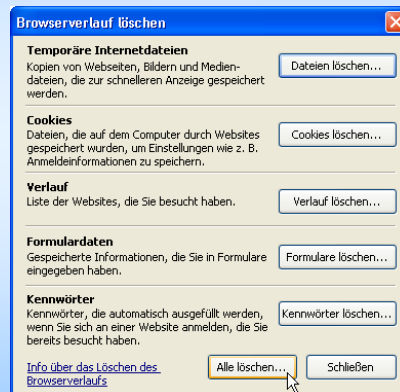 Browserverlauf löschen
Temporäre Internetdateien
Kopien von Webseiten, Bildern und Medien-
dateien, die zur schnelleren Anzeige gespeichert
werden.
Dateien löschen...
Cookies
Dateien, die auf dem Computer durch Websites
gespeichert wurden, um Einstellungen wie z. B.
Anmeldeinformationen zu speichern.
Cookies löschen...
Verlauf
Liste der Websites, die Sie besucht haben.
Verlauf löschen...
Formulardaten
Gespeicherte Informationen, die Sie in Formulare
eingegeben haben.
Formulare löschen...
Kennwörter
Kennwörter, die automatisch ausgefüllt werden,
wenn Sie sich an einer Website anmelden, die Sie
bereits besucht haben.
Kennwörter löschen...
Info über das Löschen des
Browserverlaufs
Alle löschen...
Schließen